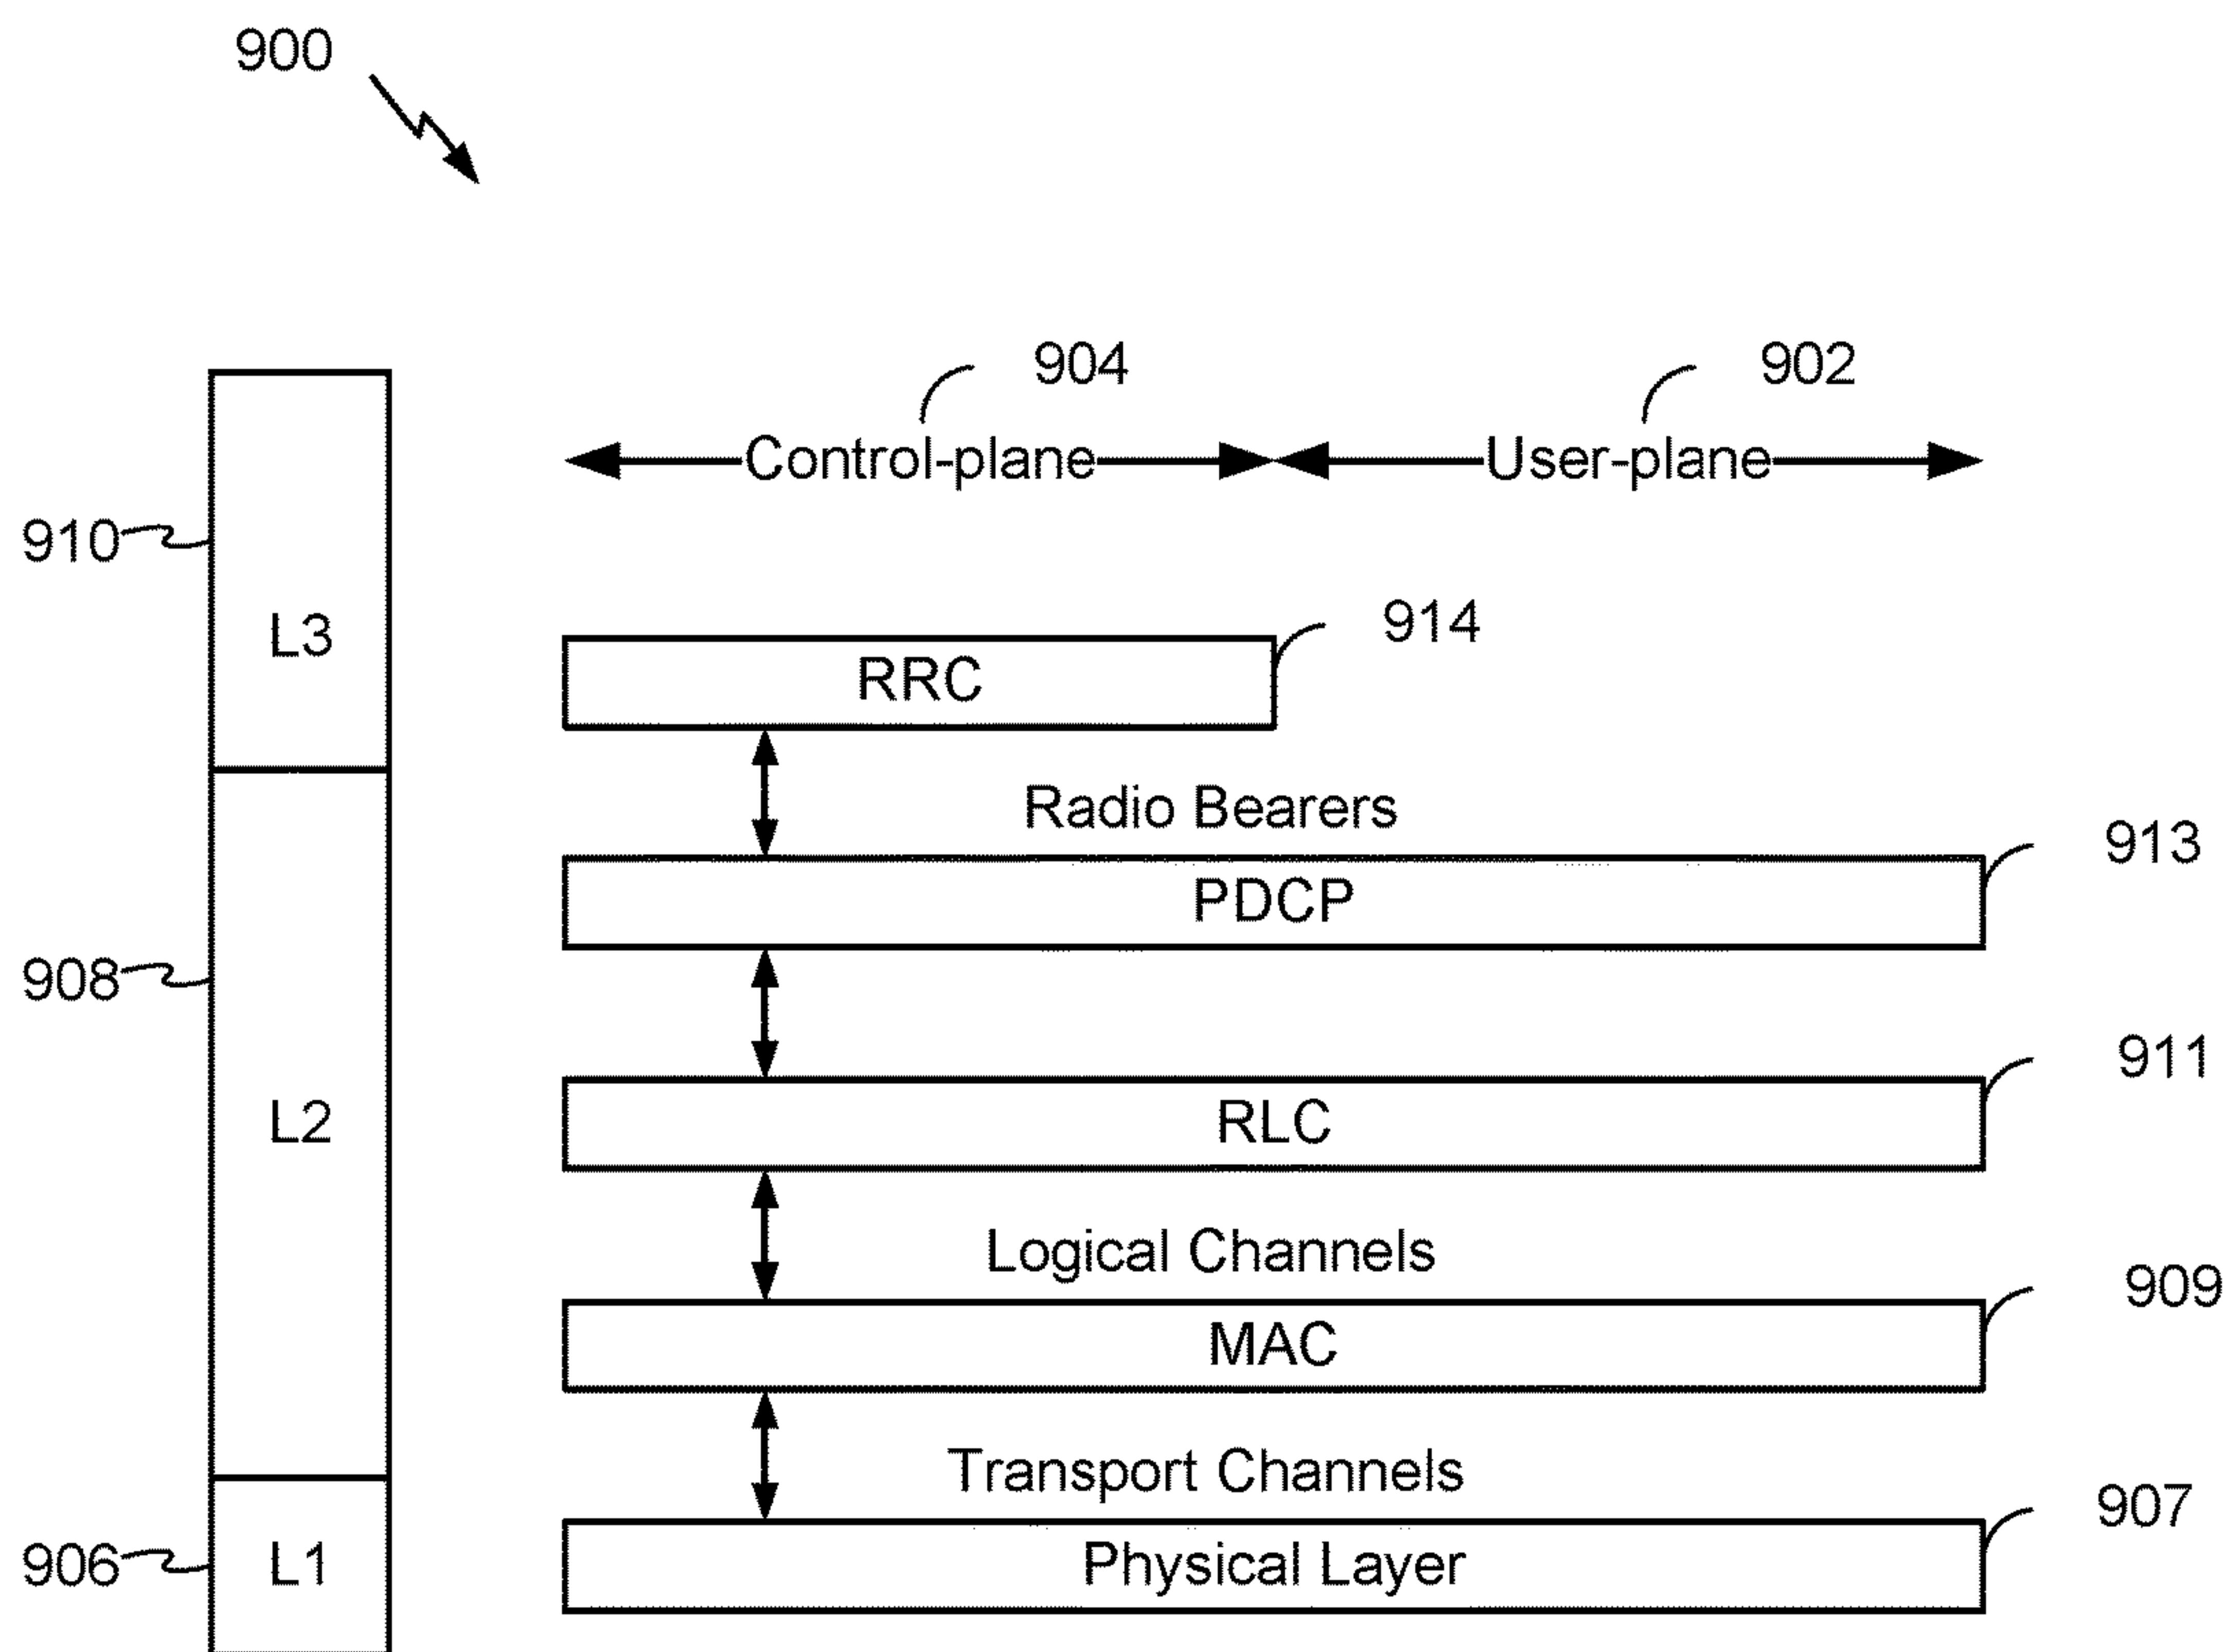 900
904
902
Control-plane
User-plane
910
L3
914
RRC
Radio Bearers
913
PDCP
908
911
L2
RLC
Logical Channels
909
MAC
Transport Channels
907
906
L1
Physical Layer